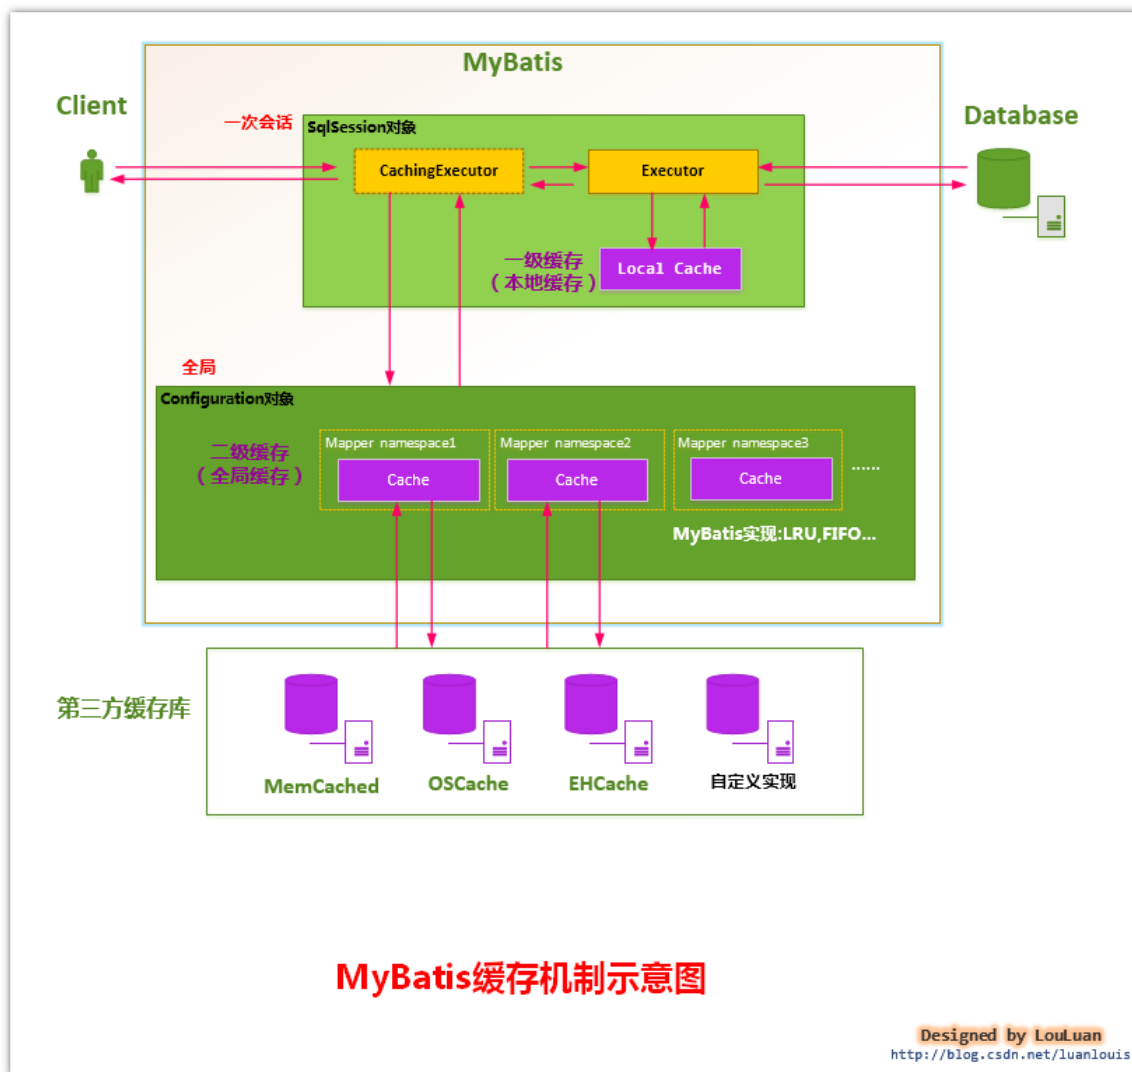 MyBatis
Client
Database
一次会话
SqlSession对象
CachingExecutor
Executor
一级缓存
（本地缓存）
Local Cache
全局
Configuration对象
二级缓存
（全局缓存）
Mapper namespace1
Cache
Mapper namespace2
Cache
Mapper namespace3
Cache
......
MyBatis实现:LRU,FIFO...
第三方缓存库
MemCached
OSCache
EHCache
自定义实现
MyBatis缓存机制示意图
Designed by LouLuan
http://blog.csdn.net/luanlouis